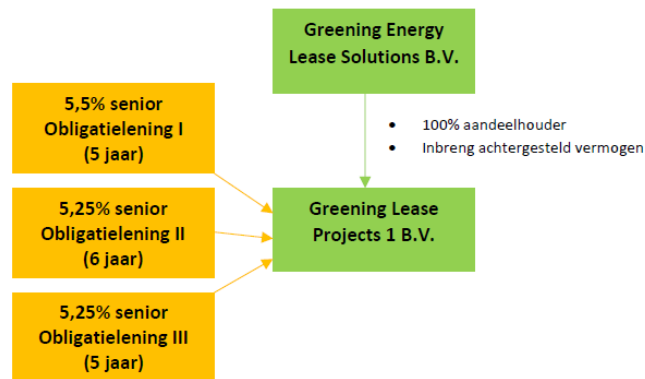 Greening Energy
Lease Solutions B.V.
5,5% senior
Obligatielening I
(5 jaar)
• 100% aandeelhouder
• Inbreng achtergesteld vermogen
5,25% senior
Obligatielening II
(6 jaar)
Greening Lease
Projects 1 B.V.
5,25% senior
Obligatielening III
(5 jaar)